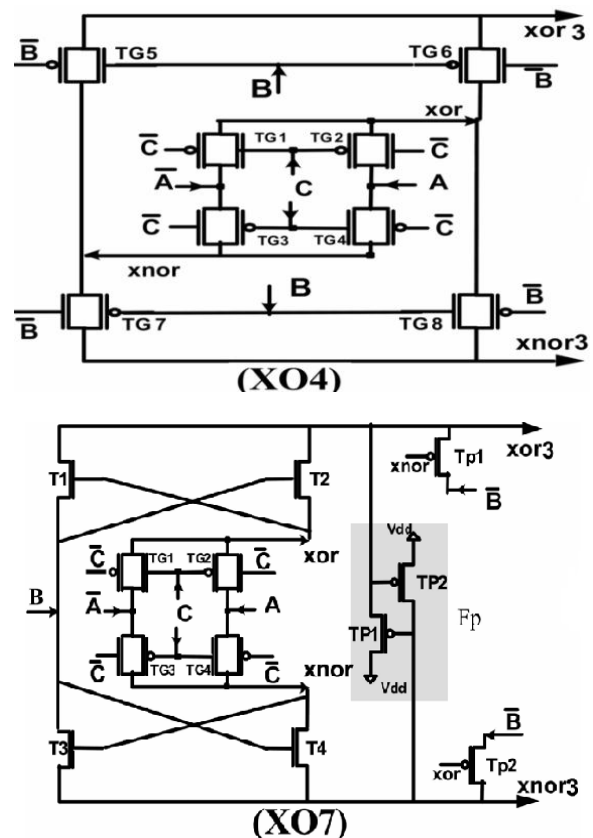 xor 3
B̅ TG5 TG6 B̅
B
xor
C̅ TG1 TG2 C̅
A̅ C A
C̅ TG3 TG4 C̅
xnor
B
B̅ TG7 TG8 B̅
xnor3
(XO4)
xor3
T1 T2 xnor Tp1
B̅
xor
C̅ TG1 TG2 C̅ Vdd
TP2
B A̅ C A Fp
TP1
C̅ TG3 TG4 C̅ xnor
Vdd
B̅
T3 T4 xor Tp2
xnor3
(XO7)